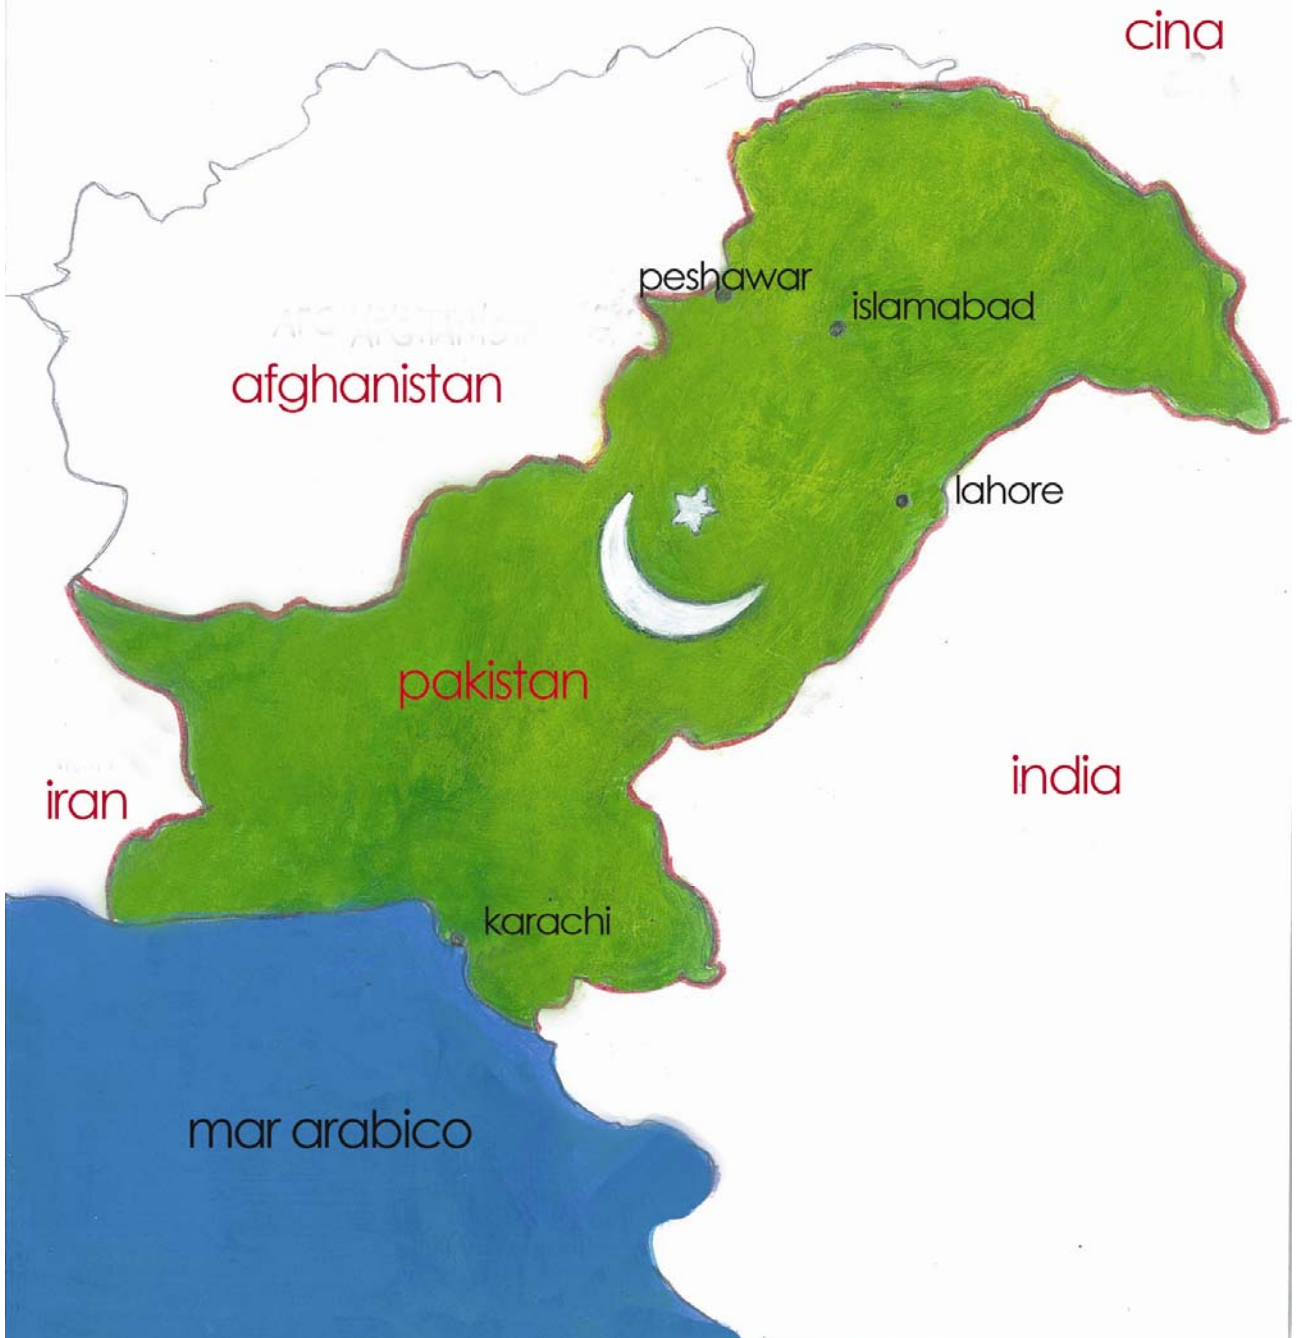 cina
peshawar
islamabad
afghanistan
lahore
pakistan
india
iran
karachi
mar arabico